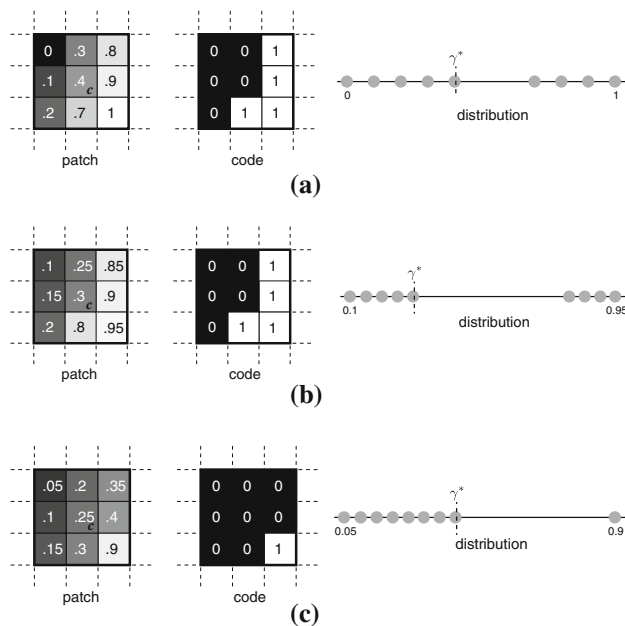 0 .3 .8 0 0 1 γ*
.1 .4 .9 0 0 1
c
.2 .7 1 0 1 1 0 1
distribution
patch code
(a)
.1 .25 .85 0 0 1 γ*
.15 .3 .9 0 0 1
c
.2 .8 .95 0 1 1 0.1 0.95
distribution
patch code
(b)
.05 .2 .35 0 0 0 γ*
.1 .25 .4 0 0 0
c
.15 .3 .9 0 0 1 0.05 0.9
distribution
patch code
(c)